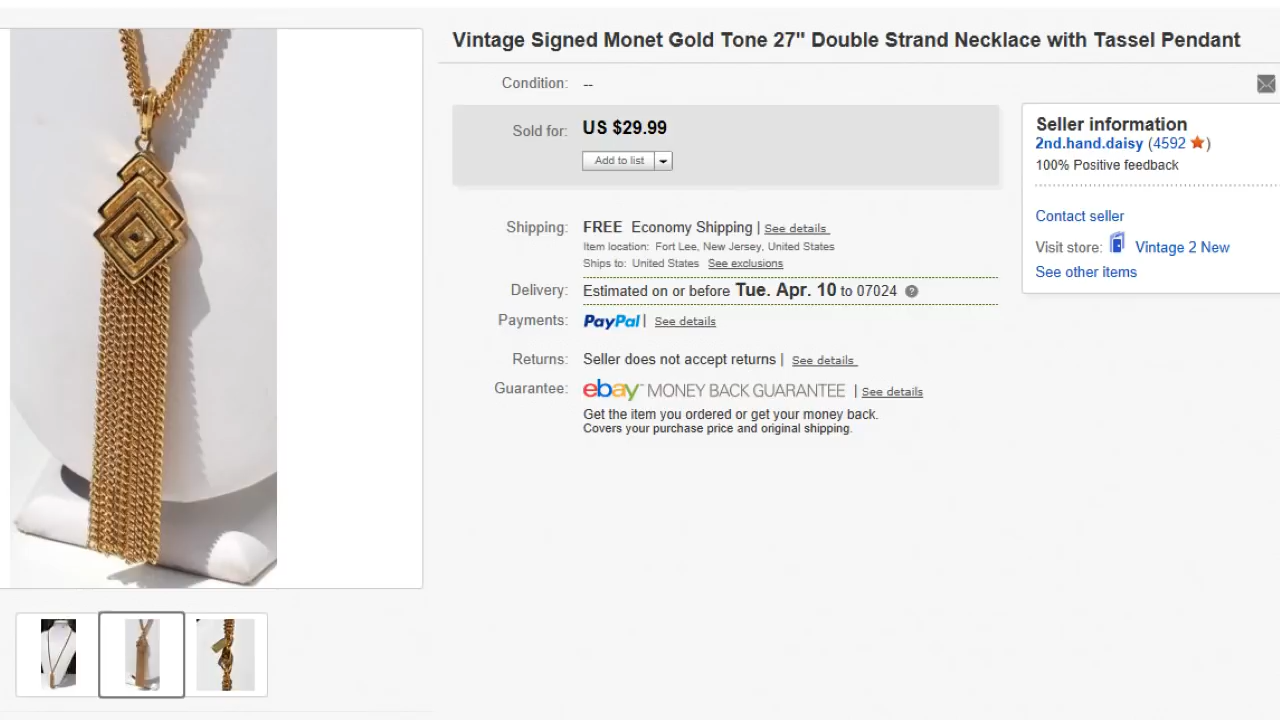 Vintage Signed Monet Gold Tone 27" Double Strand Necklace with Tassel Pendant
Condition: --
Sold for: US $29.99
Add to list
Shipping: FREE Economy Shipping | See details
Item location: Fort Lee, New Jersey, United States
Ships to: United States See exclusions
Delivery: Estimated on or before Tue. Apr. 10 to 07024 ?
Payments: PayPal | See details
Returns: Seller does not accept returns | See details
Guarantee: ebay™ MONEY BACK GUARANTEE | See details
Get the item you ordered or get your money back.
Covers your purchase price and original shipping.
Seller information
2nd.hand.daisy (4592 ★)
100% Positive feedback
Contact seller
Visit store: Vintage 2 New
See other items